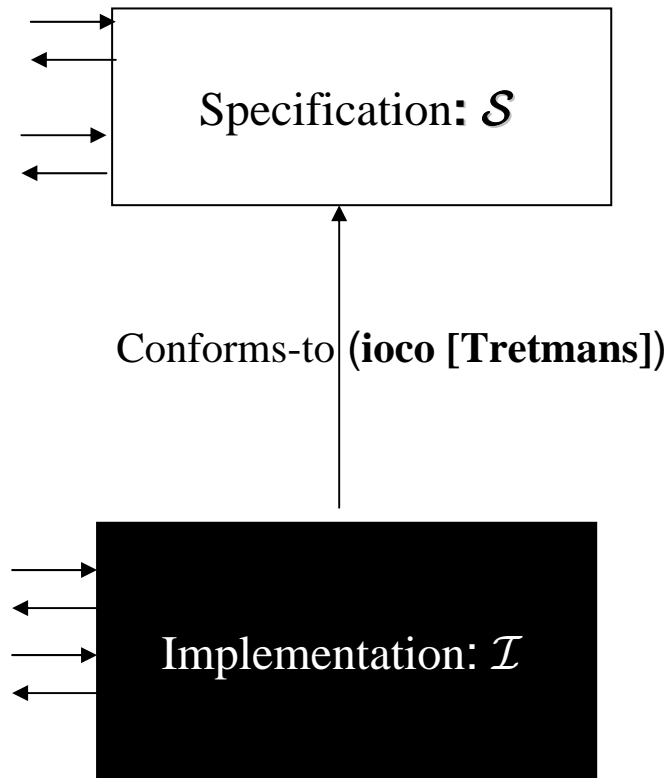 Specification: 𝒮
Conforms-to (ioco [Tretmans])
Implementation: ℐ